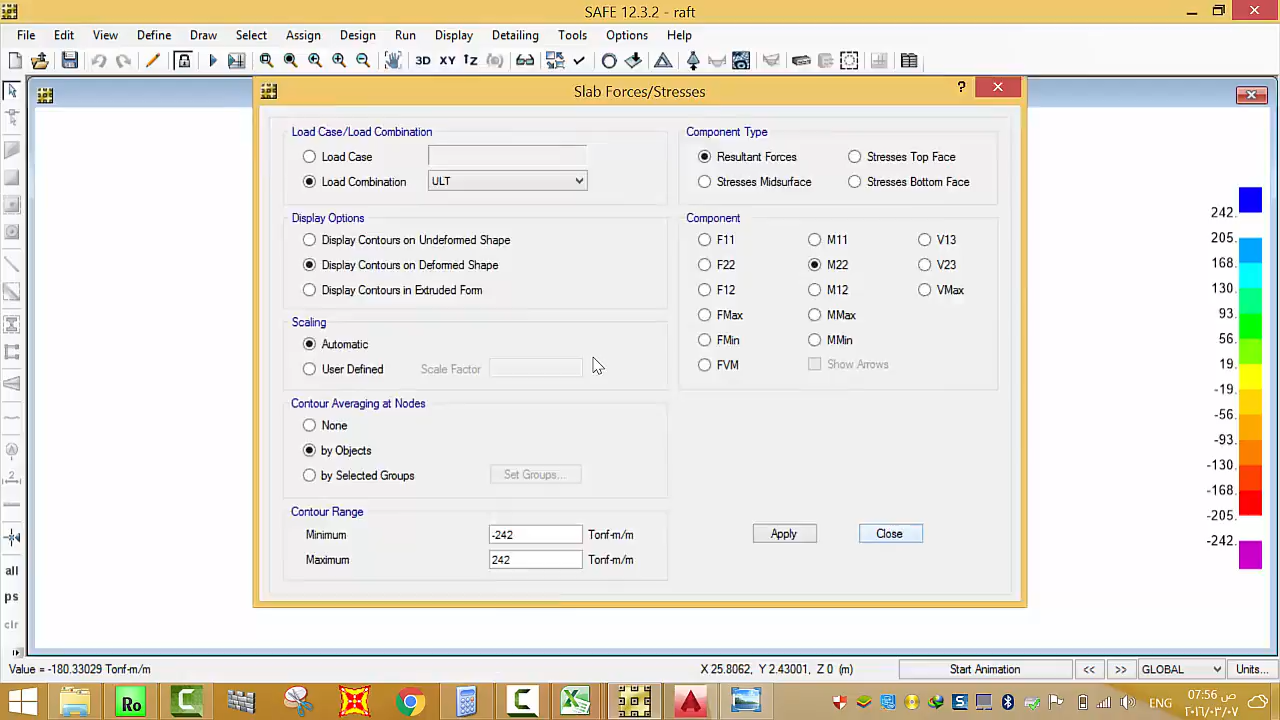 SAFE 12.3.2 - raft
File Edit View Define Draw Select Assign Design Run Display Detailing Tools Options Help
3D XY
Slab Forces/Stresses
?
Load Case/Load Combination
Load Case
Load Combination ULT
Component Type
Resultant Forces Stresses Top Face
Stresses Midsurface Stresses Bottom Face
Display Options
Display Contours on Undeformed Shape
Display Contours on Deformed Shape
Display Contours in Extruded Form
Component
F11 M11 V13
F22 M22 V23
F12 M12 VMax
FMax MMax
FMin MMin
FVM Show Arrows
Scaling
Automatic
User Defined Scale Factor
Contour Averaging at Nodes
None
by Objects
by Selected Groups Set Groups...
Contour Range
Minimum -242 Tonf-m/m
Maximum 242 Tonf-m/m
Apply Close
242.
205.
168.
130.
93.
56.
19.
-19.
-56.
-93.
-130.
-168.
-205.
-242.
all
ps
clr
Value = -180.33029 Tonf-m/m X 25.8062, Y 2.43001, Z 0 (m) Start Animation << >> GLOBAL Units...
Ro
ENG
07:56 ص
٢٠١٦/٠٣/٠٧